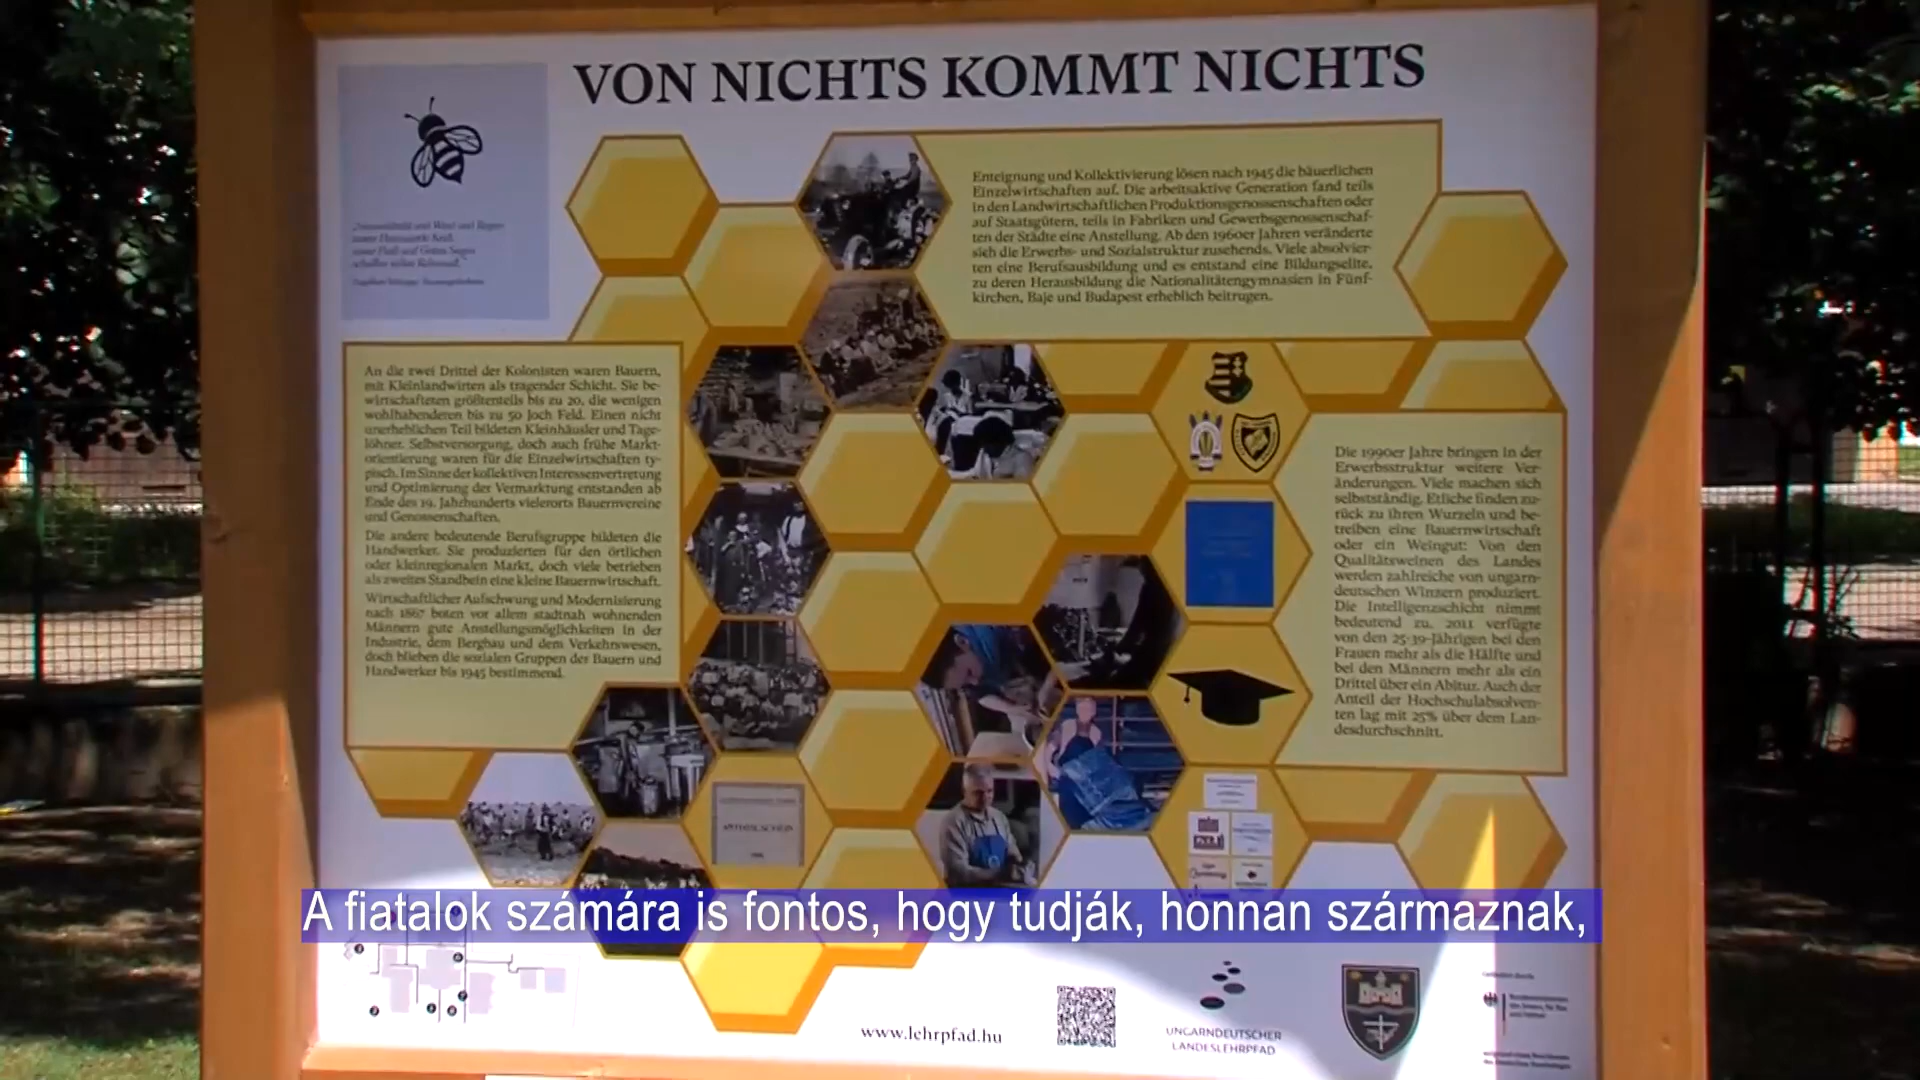 VON NICHTS KOMMT NICHTS
Enteignung und Kollektivierung lösen nach 1945 die bäuerlichen
Einzelwirtschaften auf. Die arbeitsaktive Generation fand teils
in den Landwirtschaftlichen Produktionsgenossenschaften oder
auf Staatsgütern, teils in Fabriken und Gewerbsgenossenschaf-
ten der Städte eine Anstellung. Ab den 1960er Jahren veränderte
sich die Erwerbs- und Sozialstruktur zusehends. Viele absolvier-
ten eine Berufsausbildung und es entstand eine Bildungselite,
zu deren Herausbildung die Nationalitätengymnasien in Fünf-
kirchen, Baje und Budapest erheblich beitrugen.
An die zwei Drittel der Kolonisten waren Bauern,
mit Kleinlandwirten als tragender Schicht. Sie be-
wirtschafteten größtenteils bis zu 20, die wenigen
wohlhabenderen bis zu 50 Joch Feld. Einen nicht
unerheblichen Teil bildeten Kleinhäusler und Tage-
löhner. Selbstversorgung, doch auch frühe Markt-
orientierung waren für die Einzelwirtschaften ty-
pisch. Im Sinne der kollektiven Interessenvertretung
und Optimierung der Vermarktung entstanden ab
Ende des 19. Jahrhunderts vielerorts Bauernvereine
und Genossenschaften.
Die andere bedeutende Berufsgruppe bildeten die
Handwerker. Sie produzierten für den örtlichen
oder kleinregionalen Markt, doch viele betrieben
als zweites Standbein eine kleine Bauernwirtschaft.
Wirtschaftlicher Aufschwung und Modernisierung
nach 1867 boten vor allem stadtnah wohnenden
Männern gute Anstellungsmöglichkeiten in der
Industrie, dem Bergbau und dem Verkehrswesen,
doch blieben die sozialen Gruppen der Bauern und
Handwerker bis 1945 bestimmend.
Die 1990er Jahre bringen in der
Erwerbsstruktur weitere Ver-
änderungen. Viele machen sich
selbstständig. Etliche finden zu-
rück zu ihren Wurzeln und be-
treiben eine Bauernwirtschaft
oder ein Weingut: Von den
Qualitätsweinen des Landes
werden zahlreiche von ungarn-
deutschen Winzern produziert.
Die Intelligenzschicht nimmt
bedeutend zu. 2011 verfügte
von den 25-39-Jährigen bei den
Frauen mehr als die Hälfte und
bei den Männern mehr als ein
Drittel über ein Abitur. Auch der
Anteil der Hochschulabsolven-
ten lag mit 25% über dem Lan-
desdurchschnitt.
ANTEILSCHEIN
A fiatalok számára is fontos, hogy tudják, honnan származnak,
www.lehrpfad.hu
UNGARNDEUTSCHER
LANDESLEHRPFAD